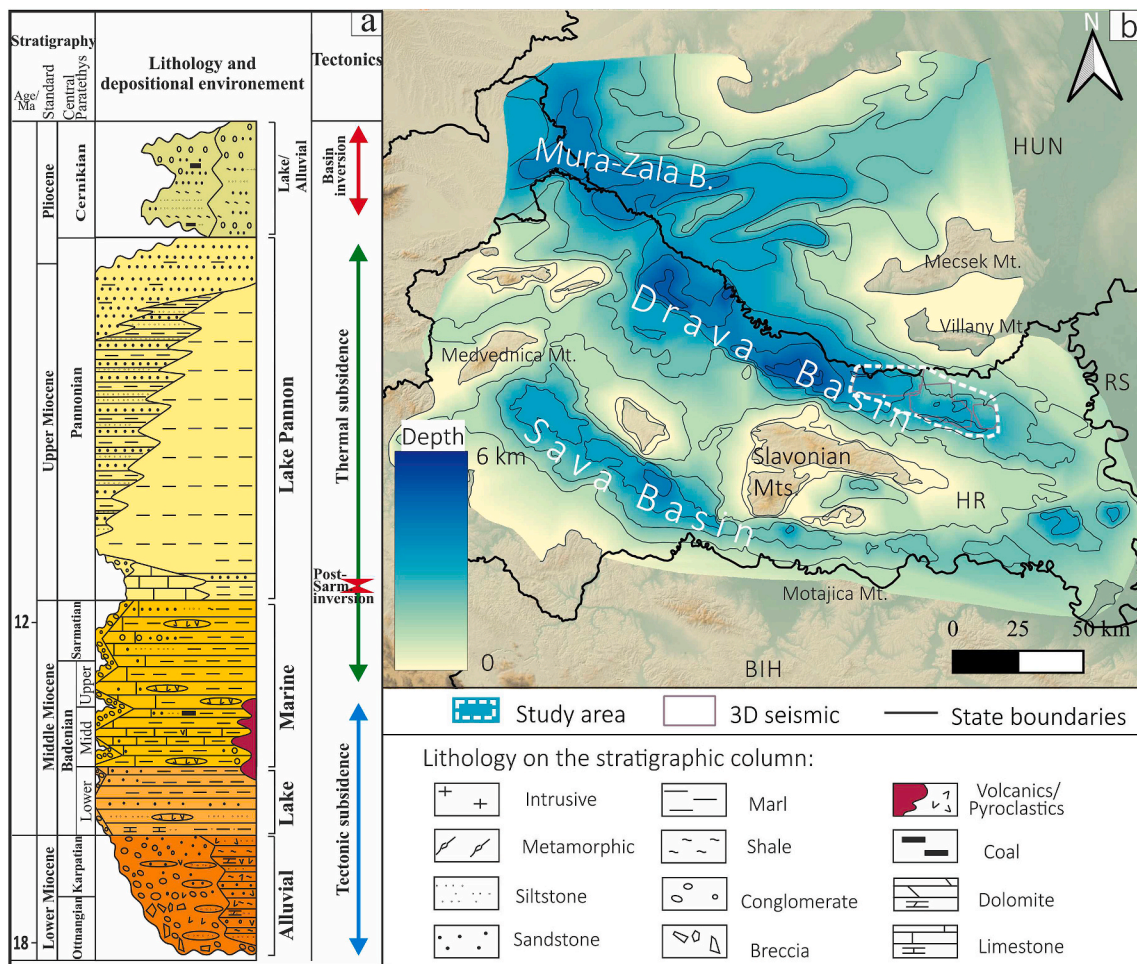 a
Stratigraphy
Age/
Ma
Standard
Central
Paratethys
Lithology and
depositional environement
Tectonics
Pliocene
Cernikian
Lake/
Alluvial
Basin
inversion
Upper Miocene
Pannonian
Lake Pannon
Thermal subsidence
Post-
Sarm.
inversion
12
Middle Miocene
Sarmatian
Badenian
Upper
Midd
Lower
Marine
Lake
Tectonic subsidence
Lower Miocene
Karpatian
Ottnangian
Alluvial
18
b
N
HUN
Mura-Zala B.
Mecsek Mt.
Villany Mt.
Drava Basin
Medvednica Mt.
RS
Depth
6 km
0
Sava Basin
Slavonian
Mts.
HR
Motajica Mt.
BIH
0 25 50 km
Study area
3D seismic
State boundaries
Lithology on the stratigraphic column:
Intrusive
Marl
Volcanics/
Pyroclastics
Metamorphic
Shale
Coal
Siltstone
Conglomerate
Dolomite
Sandstone
Breccia
Limestone